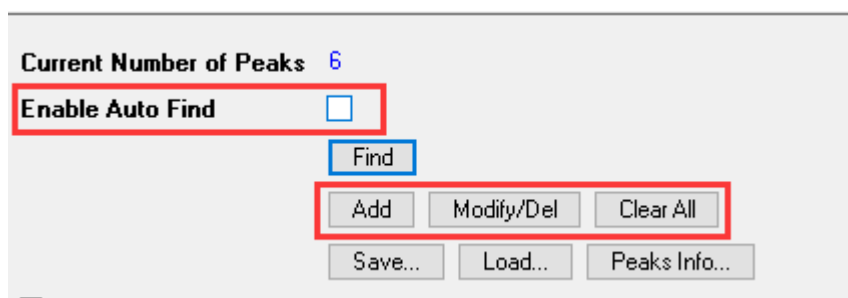 Current Number of Peaks 6
Enable Auto Find
Find
Add Modify/Del Clear All
Save... Load... Peaks Info...